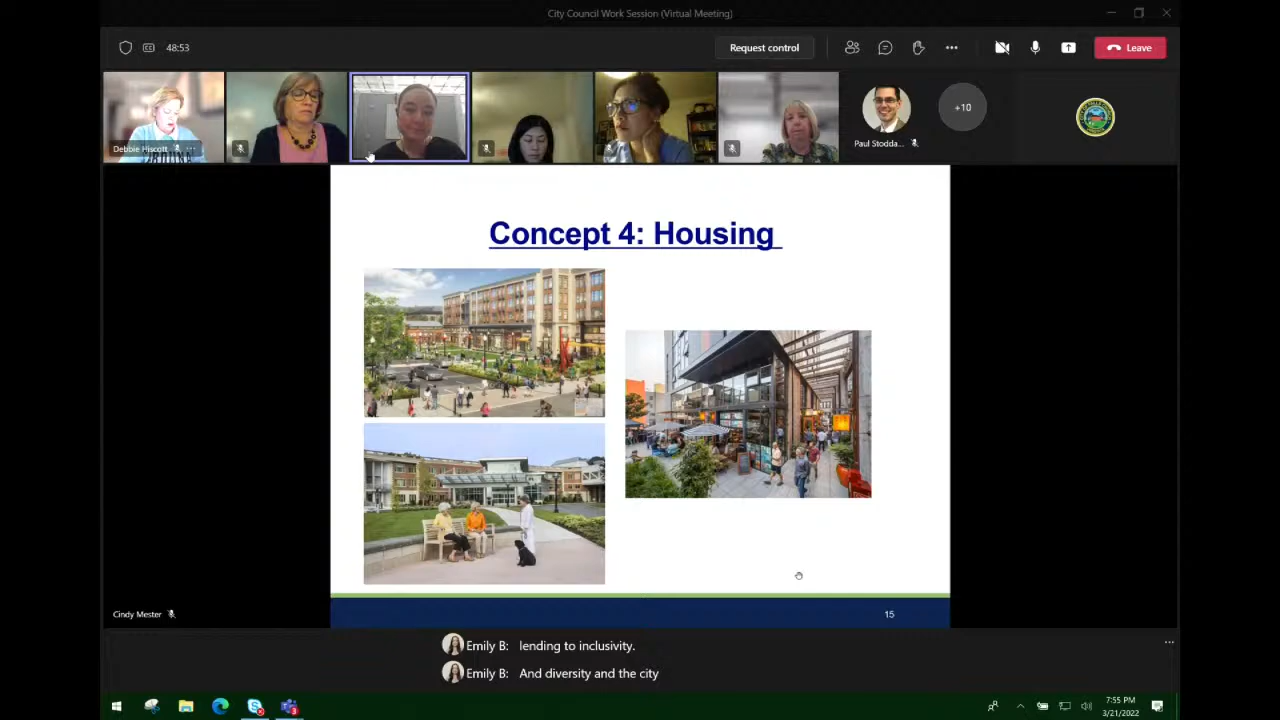 City Council Work Session (Virtual Meeting)
48:53
Request control
Leave
Debbie Hiscott
Paul Stodda...
+10
Concept 4: Housing
15
Cindy Mester
Emily B: lending to inclusivity.
Emily B: And diversity and the city
7:55 PM
3/21/2022